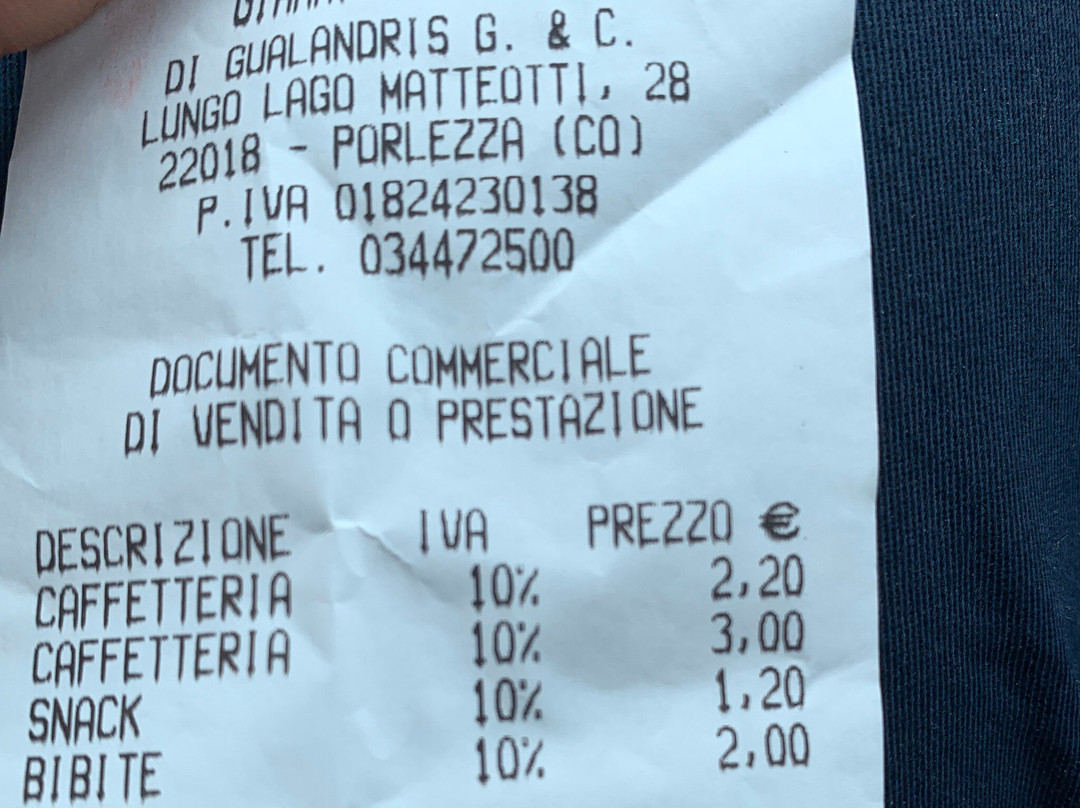 DI GUALANDRIS G. & C.
LUNGO LAGO MATTEOTTI, 28
22018 - PORLEZZA (CO)
P.IVA 01824230138
TEL. 034472500
DOCUMENTO COMMERCIALE
DI VENDITA O PRESTAZIONE
DESCRIZIONE IVA PREZZO €
CAFFETTERIA 10% 2,20
CAFFETTERIA 10% 3,00
SNACK 10% 1,20
BIBITE 10% 2,00